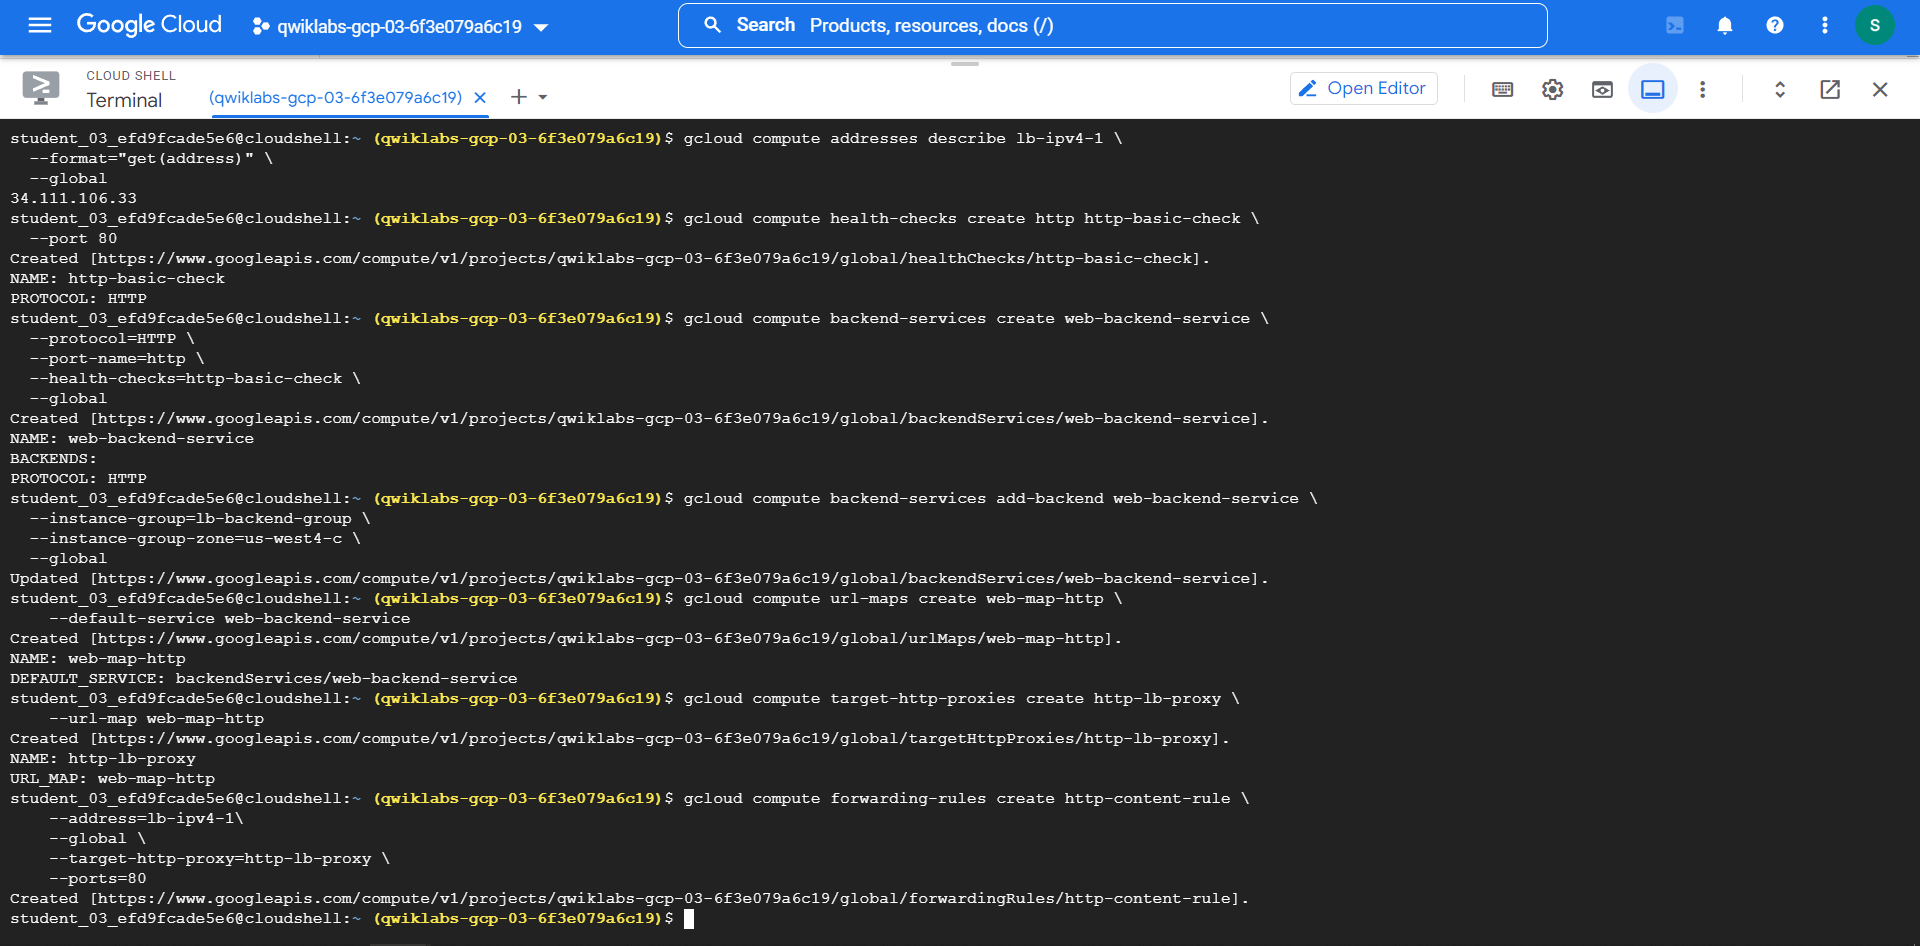 Google Cloud
qwiklabs-gcp-03-6f3e079a6c19
Search Products, resources, docs (/)
S
CLOUD SHELL
Terminal
(qwiklabs-gcp-03-6f3e079a6c19)
Open Editor
student_03_efd9fcade5e6@cloudshell:~ (qwiklabs-gcp-03-6f3e079a6c19)$ gcloud compute addresses describe lb-ipv4-1 \
  --format="get(address)" \
  --global
34.111.106.33
student_03_efd9fcade5e6@cloudshell:~ (qwiklabs-gcp-03-6f3e079a6c19)$ gcloud compute health-checks create http http-basic-check \
  --port 80
Created [https://www.googleapis.com/compute/v1/projects/qwiklabs-gcp-03-6f3e079a6c19/global/healthChecks/http-basic-check].
NAME: http-basic-check
PROTOCOL: HTTP
student_03_efd9fcade5e6@cloudshell:~ (qwiklabs-gcp-03-6f3e079a6c19)$ gcloud compute backend-services create web-backend-service \
  --protocol=HTTP \
  --port-name=http \
  --health-checks=http-basic-check \
  --global
Created [https://www.googleapis.com/compute/v1/projects/qwiklabs-gcp-03-6f3e079a6c19/global/backendServices/web-backend-service].
NAME: web-backend-service
BACKENDS:
PROTOCOL: HTTP
student_03_efd9fcade5e6@cloudshell:~ (qwiklabs-gcp-03-6f3e079a6c19)$ gcloud compute backend-services add-backend web-backend-service \
  --instance-group=lb-backend-group \
  --instance-group-zone=us-west4-c \
  --global
Updated [https://www.googleapis.com/compute/v1/projects/qwiklabs-gcp-03-6f3e079a6c19/global/backendServices/web-backend-service].
student_03_efd9fcade5e6@cloudshell:~ (qwiklabs-gcp-03-6f3e079a6c19)$ gcloud compute url-maps create web-map-http \
    --default-service web-backend-service
Created [https://www.googleapis.com/compute/v1/projects/qwiklabs-gcp-03-6f3e079a6c19/global/urlMaps/web-map-http].
NAME: web-map-http
DEFAULT_SERVICE: backendServices/web-backend-service
student_03_efd9fcade5e6@cloudshell:~ (qwiklabs-gcp-03-6f3e079a6c19)$ gcloud compute target-http-proxies create http-lb-proxy \
    --url-map web-map-http
Created [https://www.googleapis.com/compute/v1/projects/qwiklabs-gcp-03-6f3e079a6c19/global/targetHttpProxies/http-lb-proxy].
NAME: http-lb-proxy
URL_MAP: web-map-http
student_03_efd9fcade5e6@cloudshell:~ (qwiklabs-gcp-03-6f3e079a6c19)$ gcloud compute forwarding-rules create http-content-rule \
    --address=lb-ipv4-1\
    --global \
    --target-http-proxy=http-lb-proxy \
    --ports=80
Created [https://www.googleapis.com/compute/v1/projects/qwiklabs-gcp-03-6f3e079a6c19/global/forwardingRules/http-content-rule].
student_03_efd9fcade5e6@cloudshell:~ (qwiklabs-gcp-03-6f3e079a6c19)$